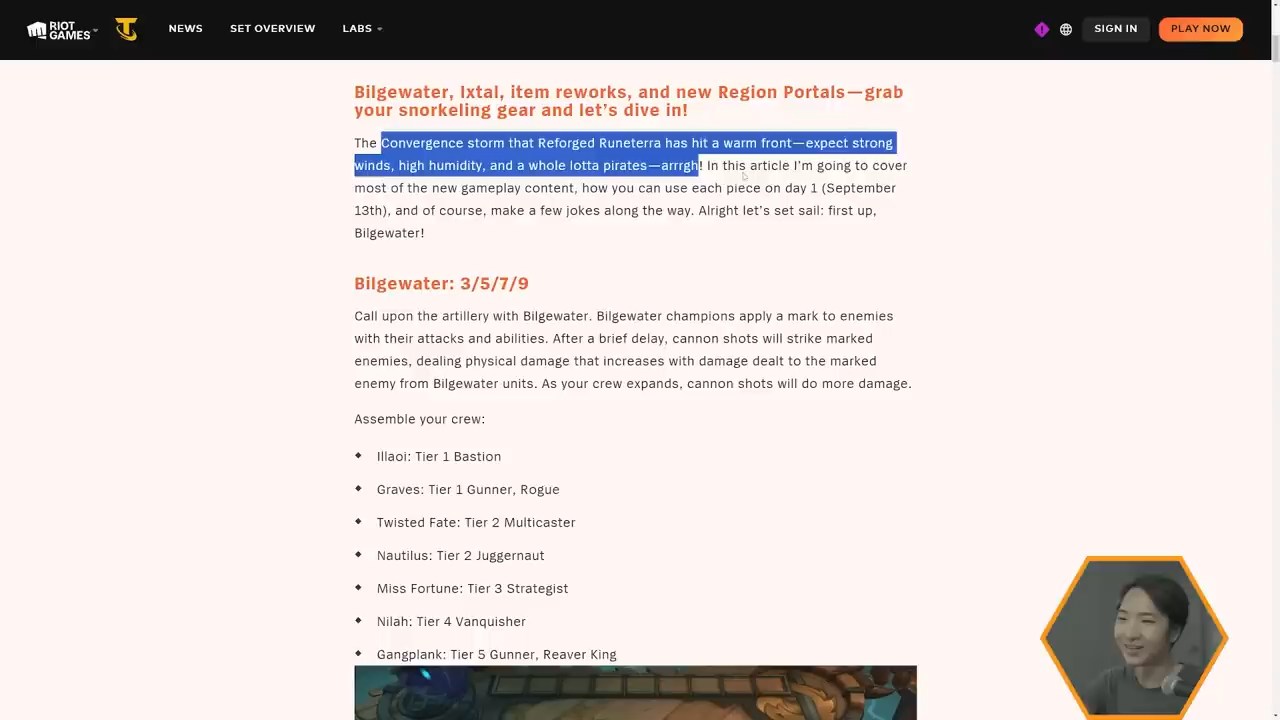 RIOT GAMES NEWS SET OVERVIEW LABS SIGN IN PLAY NOW
Bilgewater, Ixtal, item reworks, and new Region Portals—grab
your snorkeling gear and let's dive in!
The Convergence storm that Reforged Runeterra has hit a warm front—expect strong
winds, high humidity, and a whole lotta pirates—arrrgh! In this article I'm going to cover
most of the new gameplay content, how you can use each piece on day 1 (September
13th), and of course, make a few jokes along the way. Alright let's set sail: first up,
Bilgewater!
Bilgewater: 3/5/7/9
Call upon the artillery with Bilgewater. Bilgewater champions apply a mark to enemies
with their attacks and abilities. After a brief delay, cannon shots will strike marked
enemies, dealing physical damage that increases with damage dealt to the marked
enemy from Bilgewater units. As your crew expands, cannon shots will do more damage.
Assemble your crew:
Illaoi: Tier 1 Bastion
Graves: Tier 1 Gunner, Rogue
Twisted Fate: Tier 2 Multicaster
Nautilus: Tier 2 Juggernaut
Miss Fortune: Tier 3 Strategist
Nilah: Tier 4 Vanquisher
Gangplank: Tier 5 Gunner, Reaver King